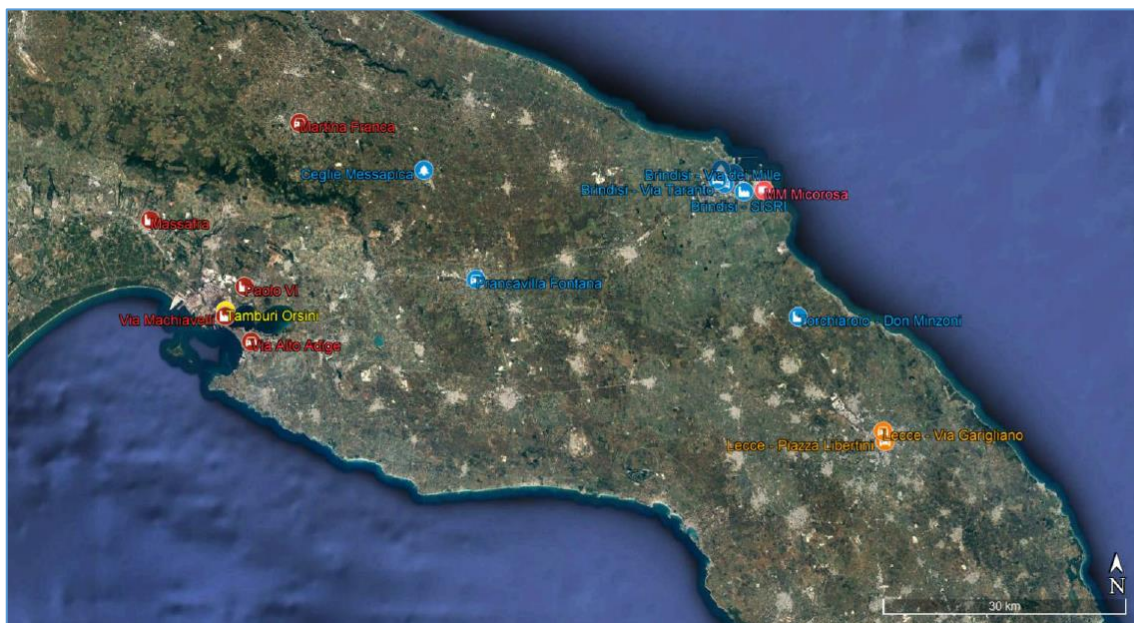 Martina Franca
Ceglie Messapica
Brindisi - Via dei Mille
Brindisi - Via Taranto
MM Micorosa
Brindisi - SISRI
Massafra
Francavilla Fontana
Paolo VI
Via Machiavelli
Tamburi Orsini
Torchiarolo - Don Minzoni
Via Alto Adige
Lecce - Via Garigliano
Lecce - Piazza Libertini
N
30 km